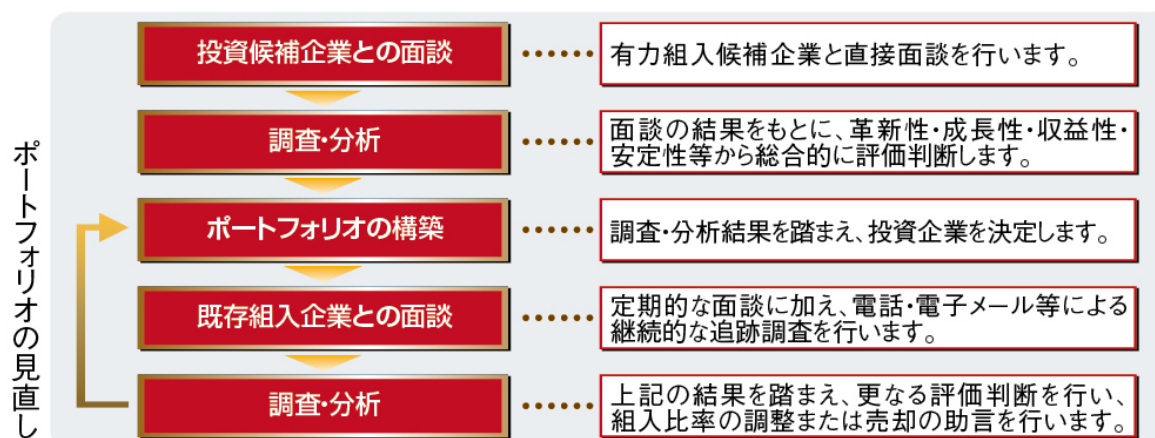 投資候補企業との面談
有力組入候補企業と直接面談を行います。
調査・分析
面談の結果をもとに、革新性・成長性・収益性・
安定性等から総合的に評価判断します。
ポートフォリオの構築
調査・分析結果を踏まえ、投資企業を決定します。
既存組入企業との面談
定期的な面談に加え、電話・電子メール等による
継続的な追跡調査を行います。
調査・分析
上記の結果を踏まえ、更なる評価判断を行い、
組入比率の調整または売却の助言を行います。
ポートフォリオの見直し